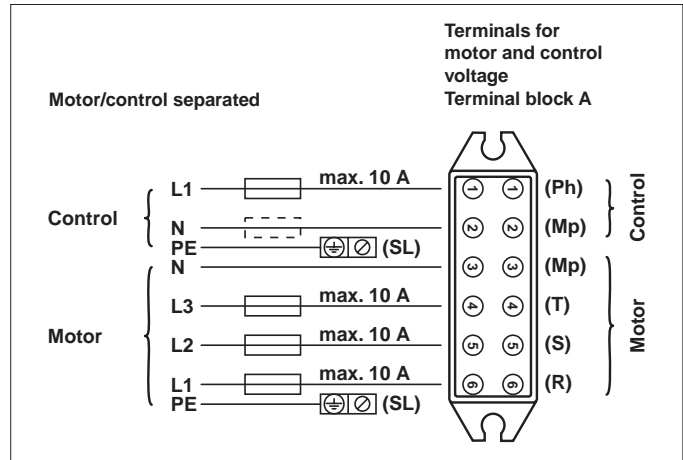 Terminals for
motor and control
voltage
Terminal block A
Motor/control separated
Control
L1 max. 10 A 1 1 (Ph)
N 2 2 (Mp)
PE (SL)
Control
Motor
N 3 3 (Mp)
L3 max. 10 A 4 4 (T)
L2 max. 10 A 5 5 (S)
L1 max. 10 A 6 6 (R)
PE (SL)
Motor